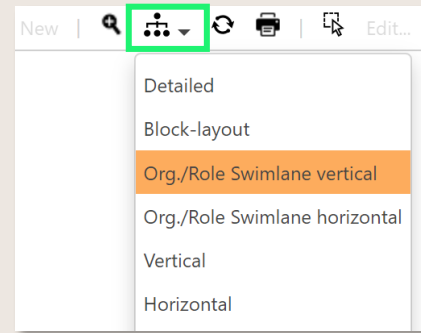 New | | Edit...
Detailed
Block-layout
Org./Role Swimlane vertical
Org./Role Swimlane horizontal
Vertical
Horizontal